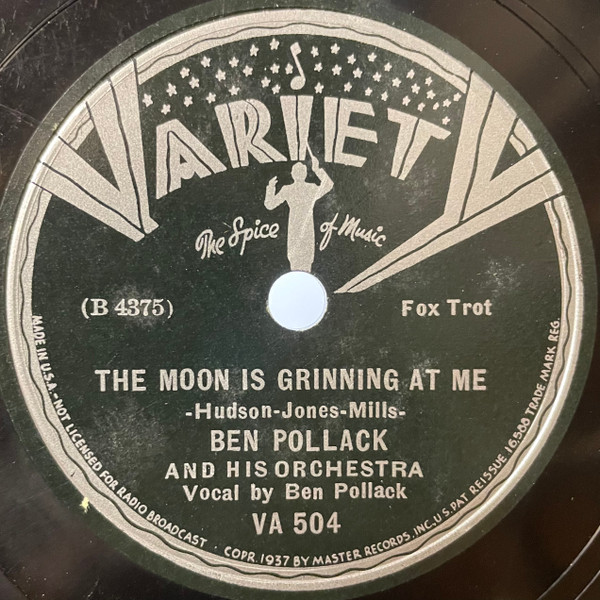 VARIETY
The Spice of Music
(B 4375)
Fox Trot
THE MOON IS GRINNING AT ME
-Hudson-Jones-Mills-
BEN POLLACK
AND HIS ORCHESTRA
Vocal by Ben Pollack
VA 504
MADE IN U.S.A - NOT LICENSED FOR RADIO BROADCAST · COPR. 1937 BY MASTER RECORDS, INC., U.S. PAT REISSUE 16,588 TRADE MARK REG.